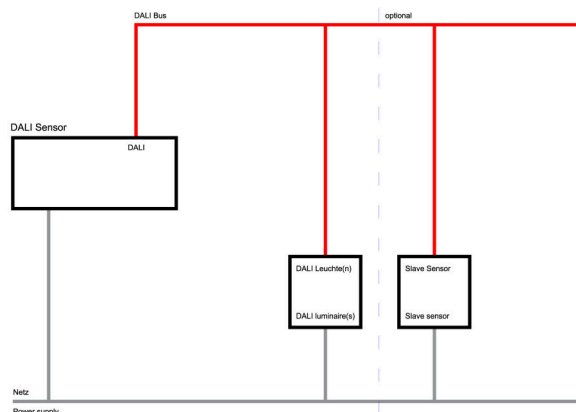 DALI Bus
optional
DALI Sensor
DALI
DALI Leuchte(n)
DALI luminaire(s)
Slave Sensor
Slave sensor
Netz
Power supply